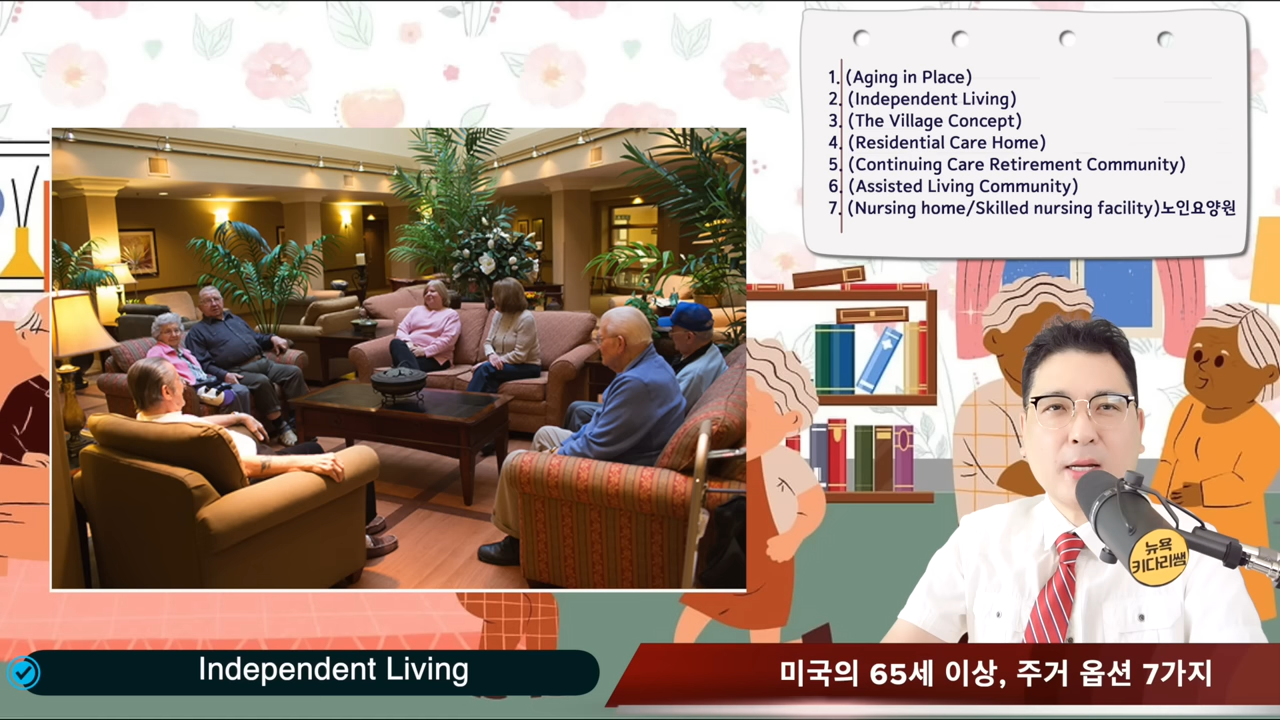 1. (Aging in Place)
2. (Independent Living)
3. (The Village Concept)
4. (Residential Care Home)
5. (Continuing Care Retirement Community)
6. (Assisted Living Community)
7. (Nursing home/Skilled nursing facility)노인요양원
뉴욕
키다리쌤
Independent Living
미국의 65세 이상, 주거 옵션 7가지